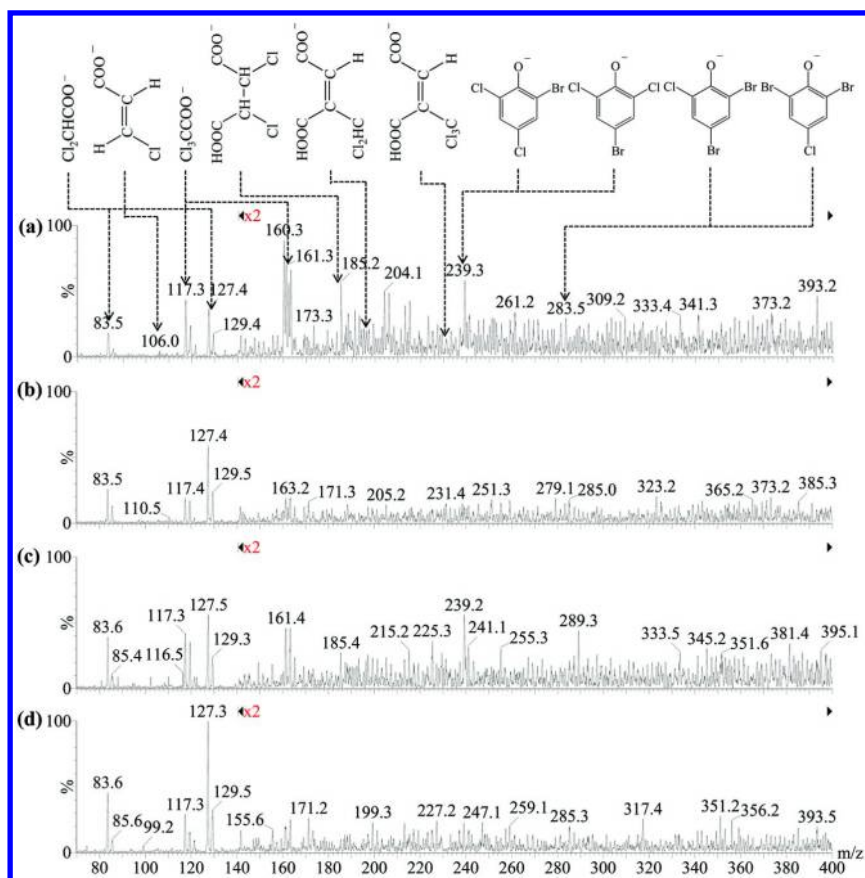 Cl₂CHCOO⁻
COO⁻
C
H
C
H
Cl
Cl₃CCOO⁻
COO⁻
CH
Cl
CH
HOOC
Cl
COO⁻
C
H
C
HOOC
Cl₂HC
COO⁻
C
H
C
HOOC
Cl₃C
O⁻
Cl
Br
Cl
O⁻
Cl
Cl
Br
O⁻
Cl
Br
Br
O⁻
Br
Br
Cl
(a)
100
%
0
x2
83.5
106.0
117.3
127.4
129.4
160.3
161.3
173.3
185.2
204.1
239.3
261.2
283.5
309.2
333.4
341.3
373.2
393.2
(b)
100
%
0
x2
83.5
110.5
117.4
127.4
129.5
163.2
171.3
205.2
231.4
251.3
279.1
285.0
323.2
365.2
373.2
385.3
(c)
100
%
0
x2
83.6
85.4
116.5
117.3
127.5
129.3
161.4
185.4
215.2
225.3
239.2
241.1
255.3
289.3
333.5
345.2
351.6
381.4
395.1
(d)
100
%
0
x2
83.6
85.6
99.2
117.3
127.3
129.5
155.6
171.2
199.3
227.2
247.1
259.1
285.3
317.4
351.2
356.2
393.5
80 100 120 140 160 180 200 220 240 260 280 300 320 340 360 380 400 m/z